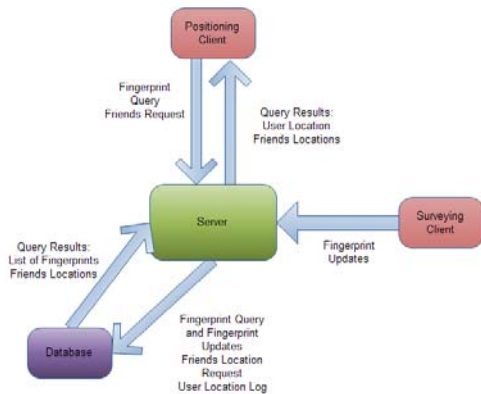 Positioning
Client
Fingerprint
Query
Friends Request
Query Results:
User Location
Friends Locations
Server
Surveying
Client
Fingerprint
Updates
Query Results:
List of Fingerprints
Friends Locations
Fingerprint Query
and Fingerprint
Updates
Friends Location
Request
User Location Log
Database